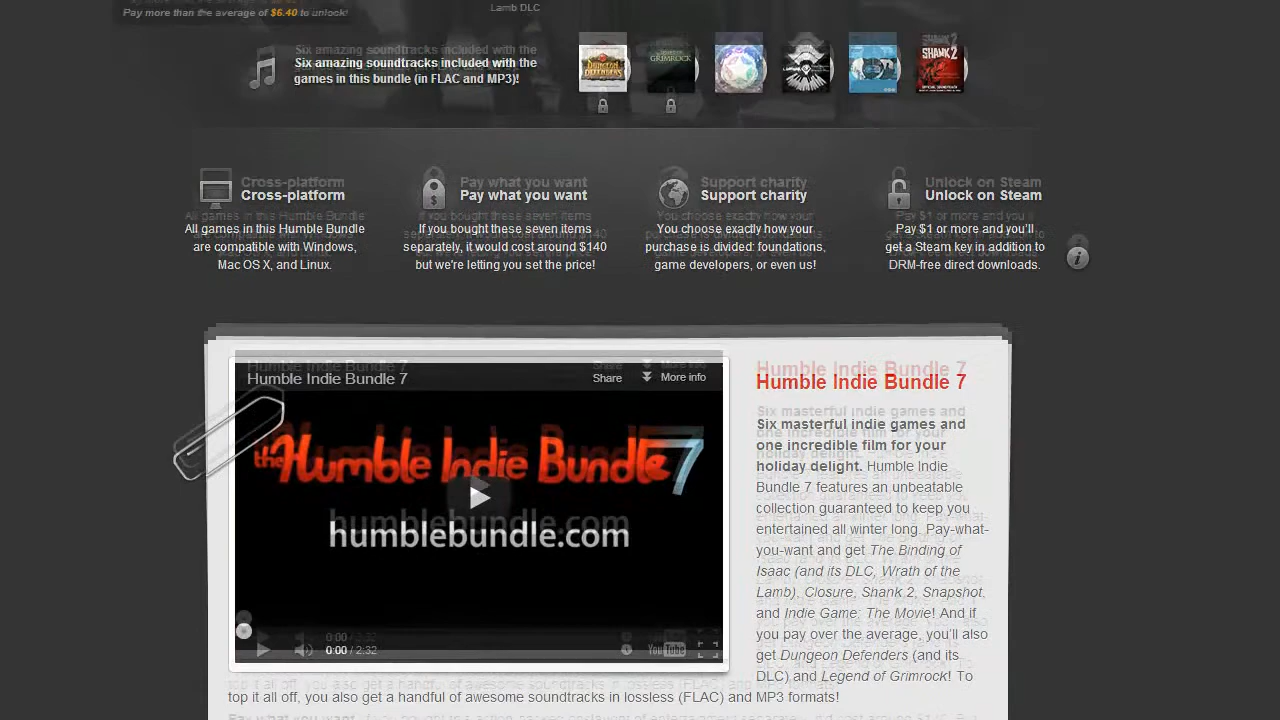 Pay more than the average of $6.40 to unlock!
Lamb DLC
Six amazing soundtracks included with the
games in this bundle (in FLAC and MP3)!
DUNGEON DEFENDERS
GRIMROCK
SHANK 2
Cross-platform
All games in this Humble Bundle
are compatible with Windows,
Mac OS X, and Linux.
Pay what you want
If you bought these seven items
separately, it would cost around $140
but we're letting you set the price!
Support charity
You choose exactly how your
purchase is divided: foundations,
game developers, or even us!
Unlock on Steam
Pay $1 or more and you'll
get a Steam key in addition to
DRM-free direct downloads.
i
Humble Indie Bundle 7
Share
More info
the Humble Indie Bundle 7
humblebundle.com
0:00 / 2:32
YouTube
Humble Indie Bundle 7
Six masterful indie games and
one incredible film for your
holiday delight. Humble Indie
Bundle 7 features an unbeatable
collection guaranteed to keep you
entertained all winter long. Pay-what-
you-want and get The Binding of
Isaac (and its DLC, Wrath of the
Lamb), Closure, Shank 2, Snapshot,
and Indie Game: The Movie! And if
you pay over the average, you'll also
get Dungeon Defenders (and its
DLC) and Legend of Grimrock! To
top it all off, you also get a handful of awesome soundtracks in lossless (FLAC) and MP3 formats!
Pay what you want.